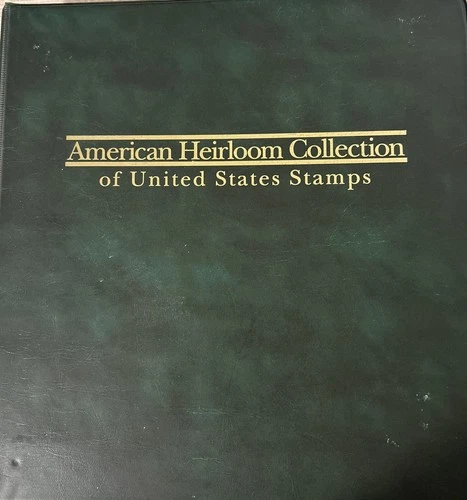 American Heirloom Collection
of United States Stamps